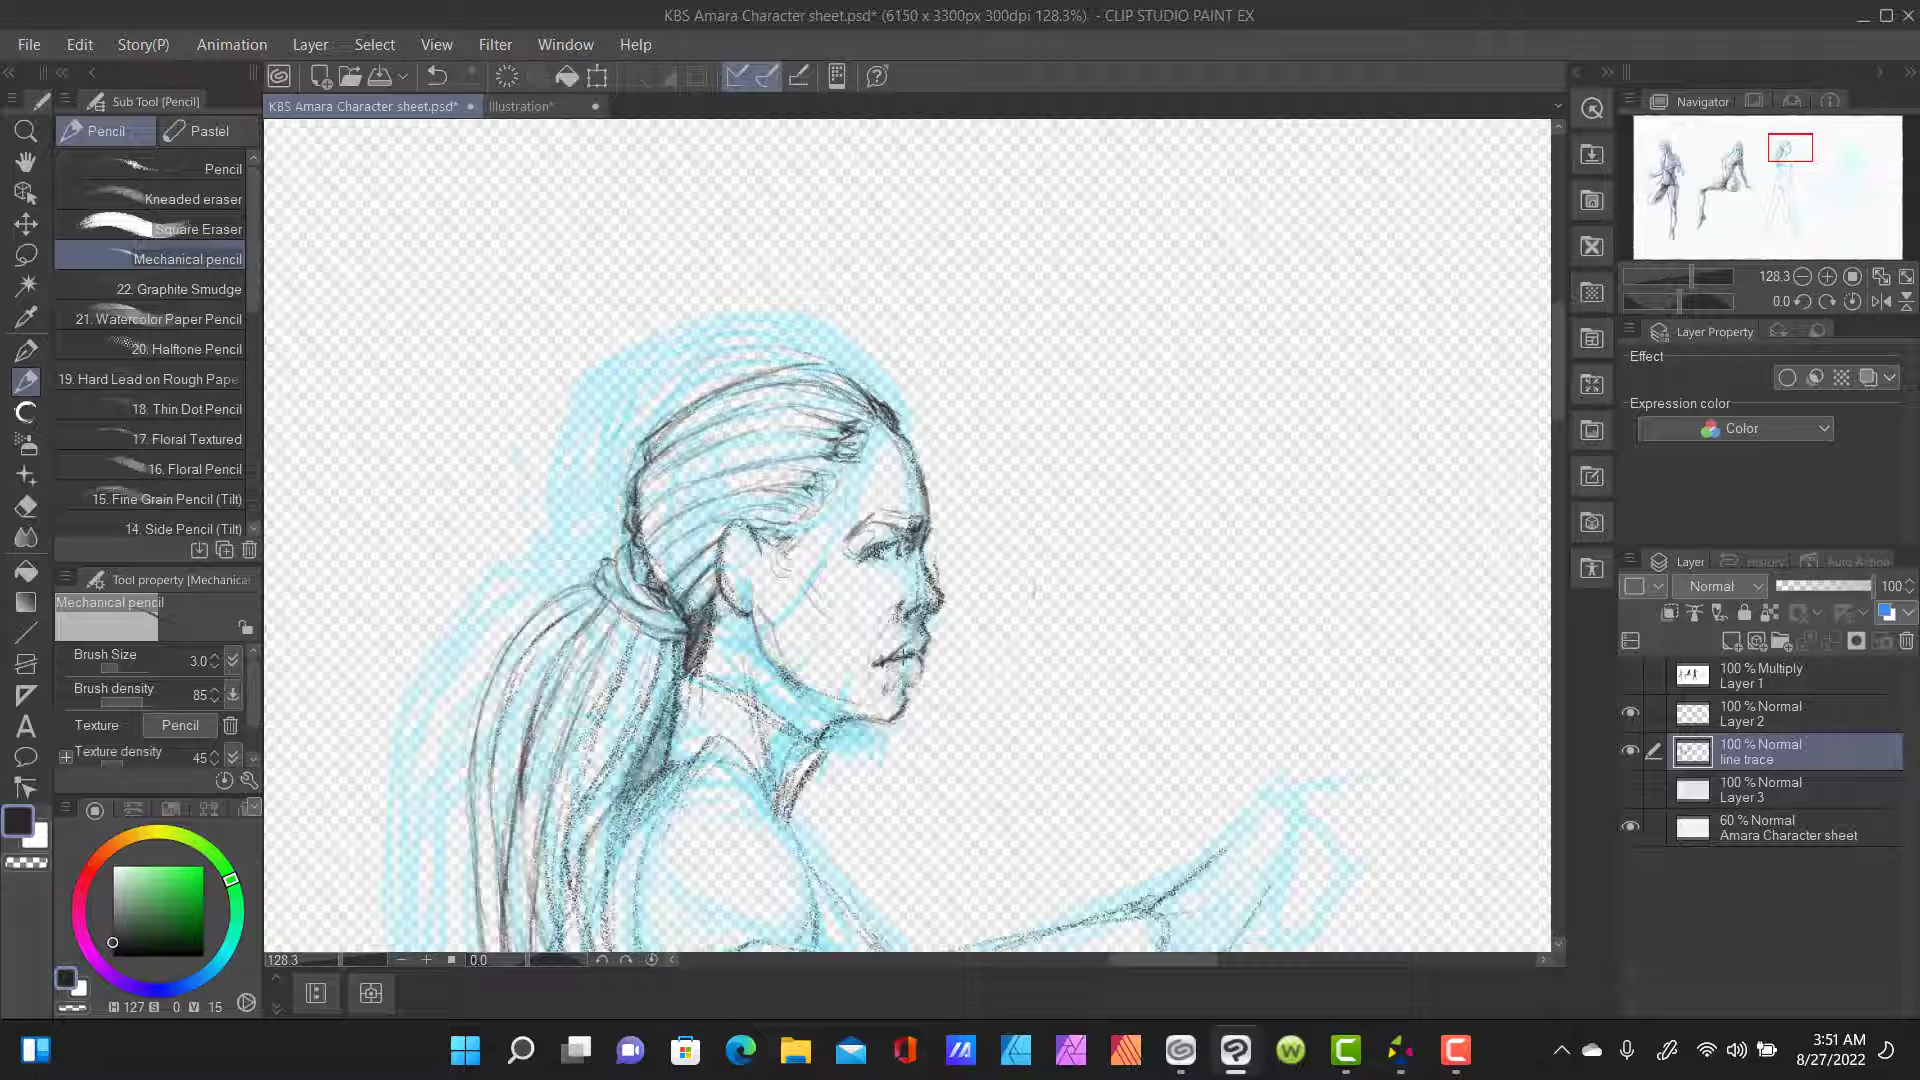 KBS Amara Character sheet.psd* (6150 x 3300px 300dpi 128.3%)  - CLIP STUDIO PAINT EX
File Edit Story(P) Animation Layer Select View Filter Window Help
Sub Tool [Pencil]
KBS Amara Character sheet.psd* Illustration*
Navigator
Pencil Pastel
Pencil
Kneaded eraser
Square Eraser
Mechanical pencil
22. Graphite Smudge
21. Watercolor Paper Pencil
20. Halftone Pencil
19. Hard Lead on Rough Pape
18. Thin Dot Pencil
17. Floral Textured
16. Floral Pencil
15. Fine Grain Pencil (Tilt)
14. Side Pencil (Tilt)
Tool property [Mechanica
Mechanical pencil
Brush Size 3.0
Brush density 85
Texture Pencil
Texture density 45
H 127 S 0 V 15
128.3 0.0
128.3
0.0
Layer Property
Effect
Expression color
Color
Layer History Auto Action
Normal 100
100 % Multiply
Layer 1
100 % Normal
Layer 2
100 % Normal
line trace
100 % Normal
Layer 3
60 % Normal
Amara Character sheet
3:51 AM
8/27/2022